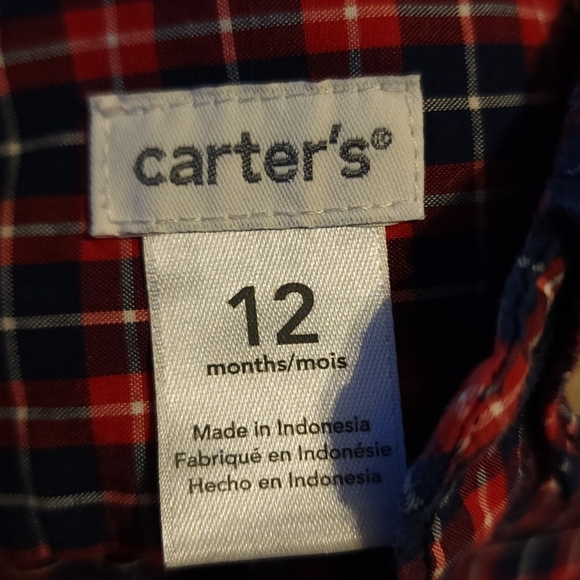 carter's®
12
months/mois
Made in Indonesia
Fabriqué en Indonésie
Hecho en Indonesia